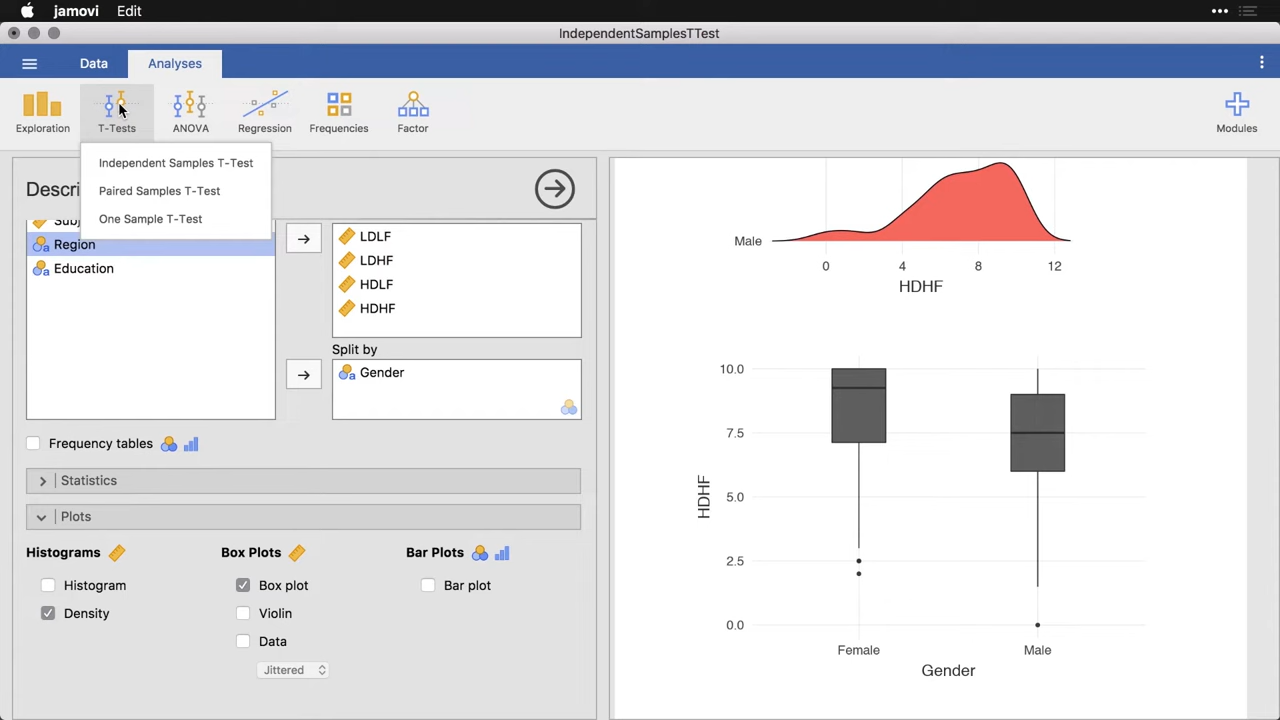 jamovi Edit
IndependentSamplesTTest
Data Analyses
Exploration T-Tests ANOVA Regression Frequencies Factor Modules
Independent Samples T-Test
Paired Samples T-Test
One Sample T-Test
Descri
Subj
Region
Education
LDLF
LDHF
HDLF
HDHF
Split by
Gender
Frequency tables
Statistics
Plots
Histograms Box Plots Bar Plots
Histogram Box plot Bar plot
Density Violin
Data
Jittered
Male
0 4 8 12
HDHF
10.0
7.5
5.0
2.5
0.0
HDHF
Female Male
Gender